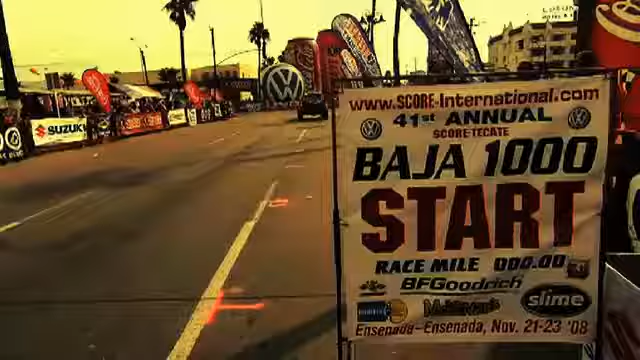 www.SCORE-International.com
41st ANNUAL
SCORE TECATE
BAJA 1000
START
RACE MILE 000.00
BFGoodrich
McKenzie's
slime
Ensenada-Ensenada, Nov. 21-23 '08
SUZUKI